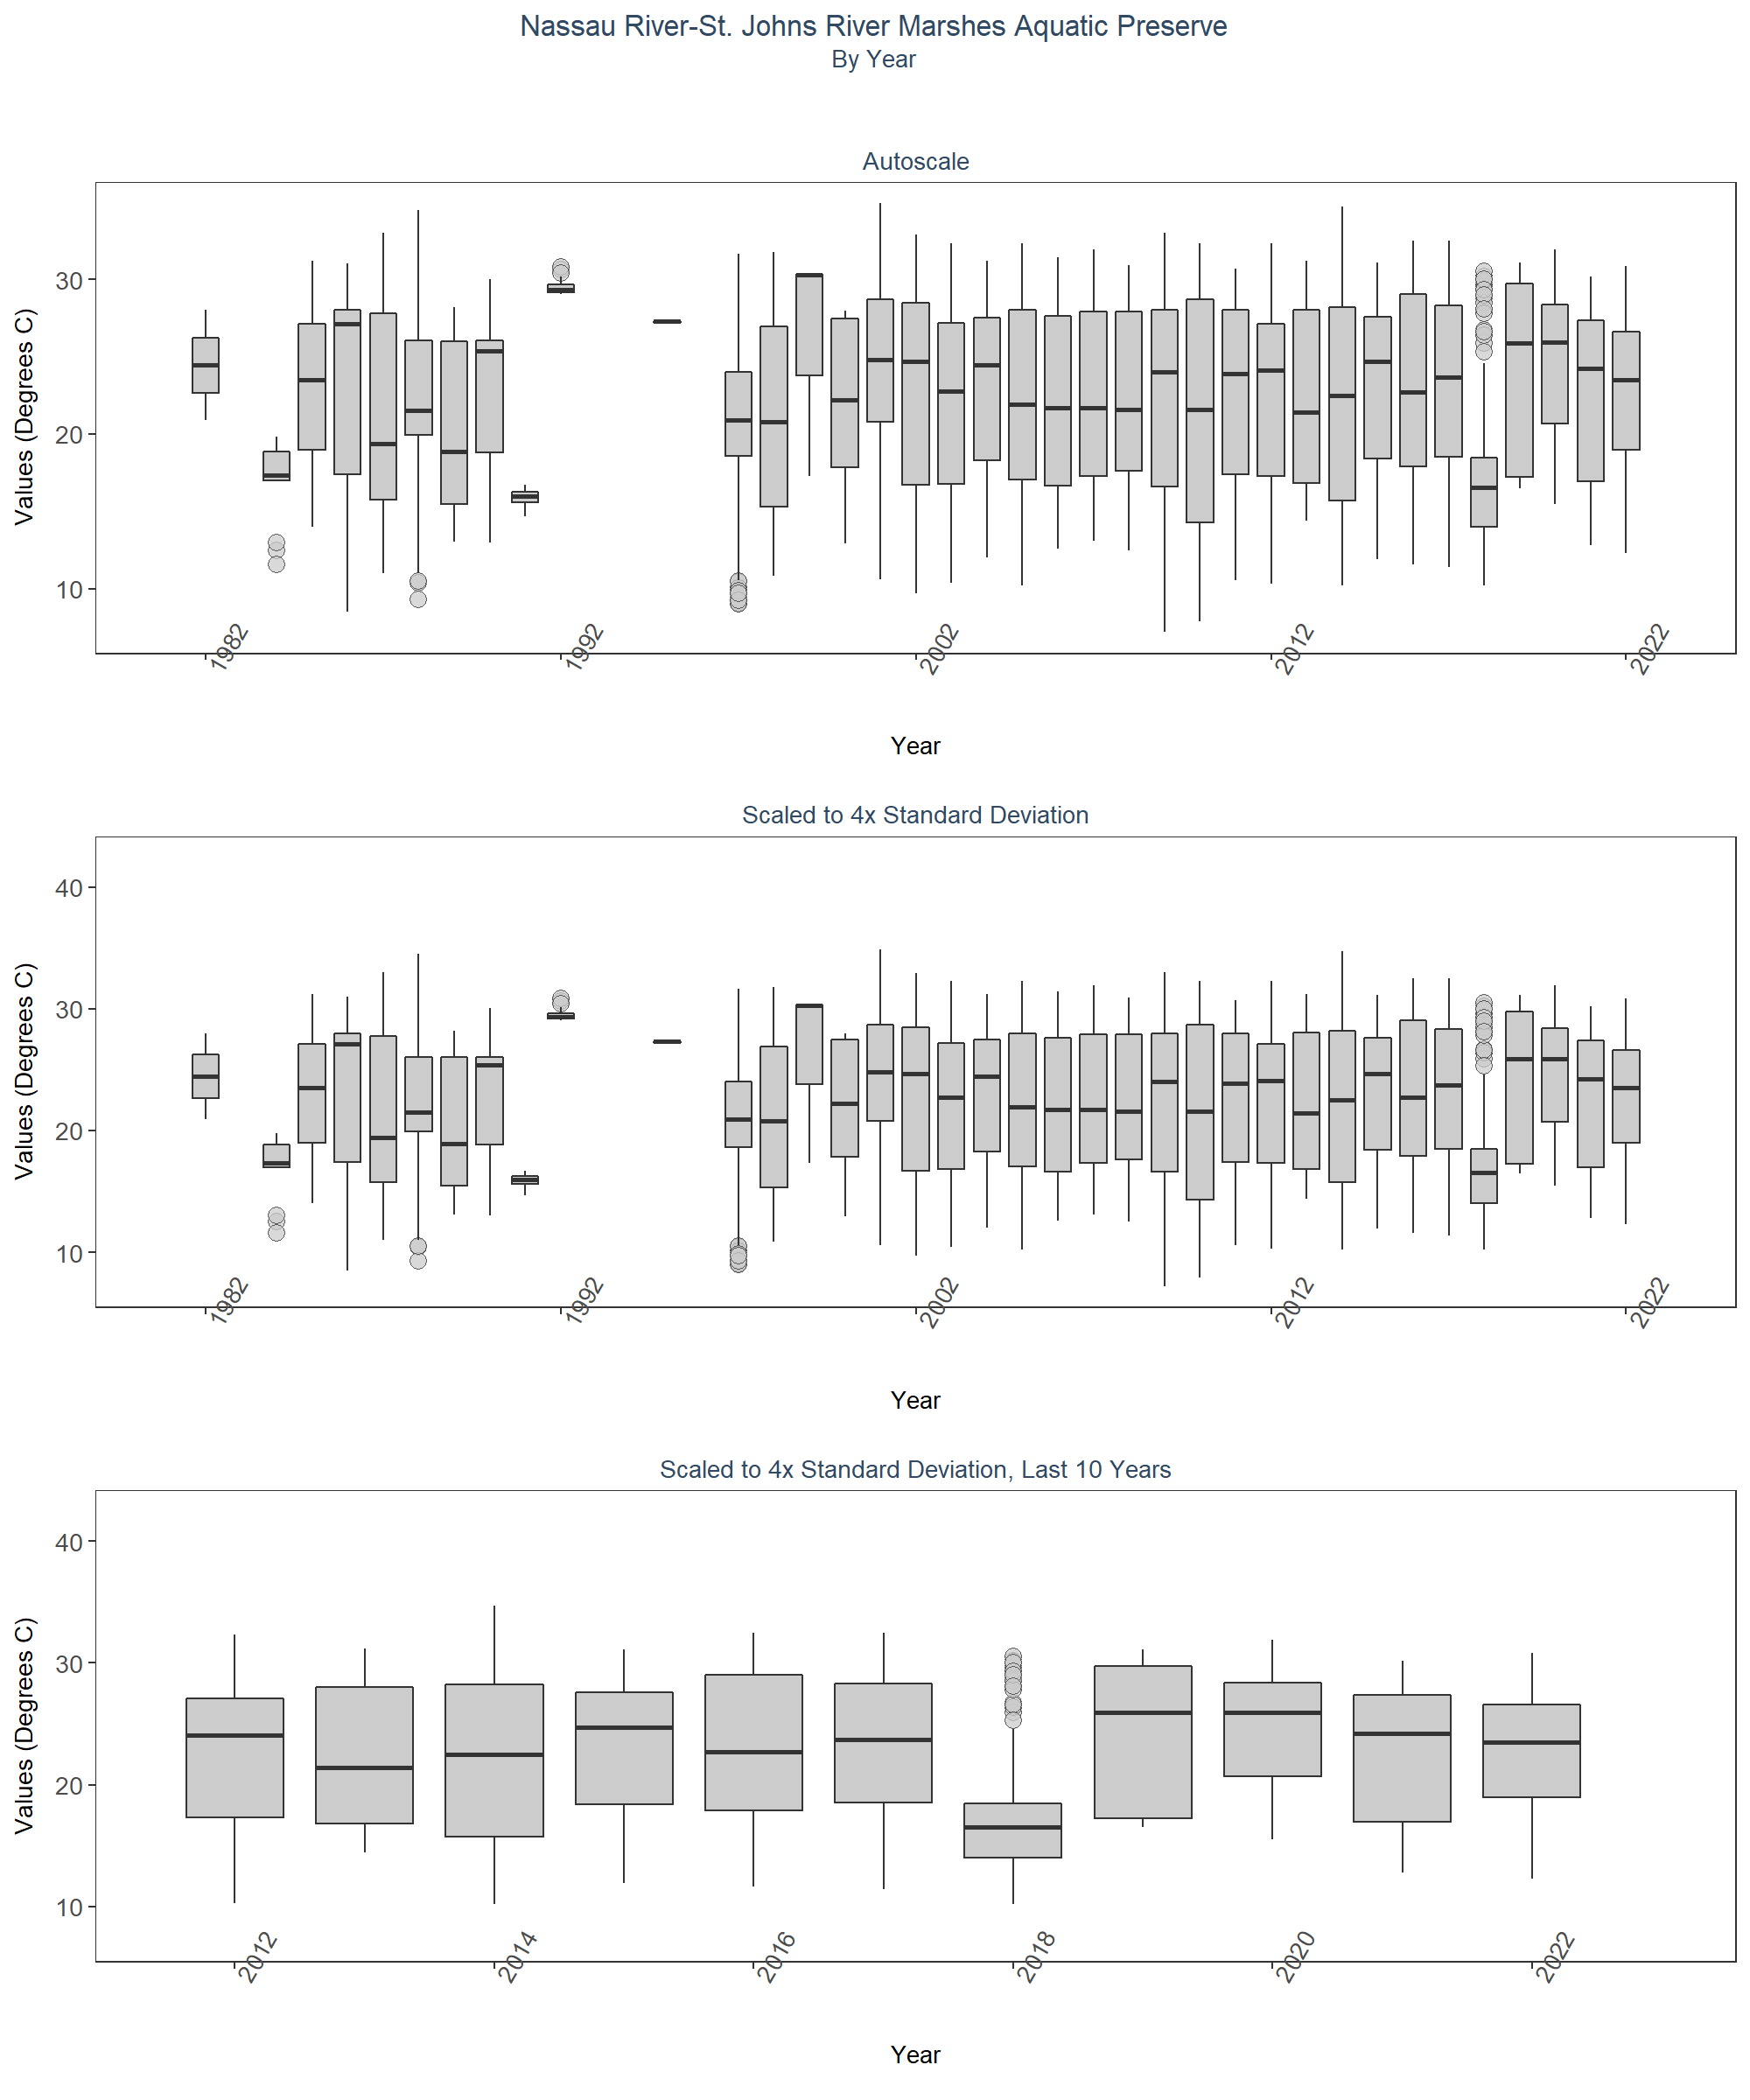 Nassau River-St. Johns River Marshes Aquatic Preserve
By Year
Autoscale
Values (Degrees C)
30
20
10
1982
1992
2002
2012
2022
Year
Scaled to 4x Standard Deviation
Values (Degrees C)
40
30
20
10
1982
1992
2002
2012
2022
Year
Scaled to 4x Standard Deviation, Last 10 Years
Values (Degrees C)
40
30
20
10
2012
2014
2016
2018
2020
2022
Year